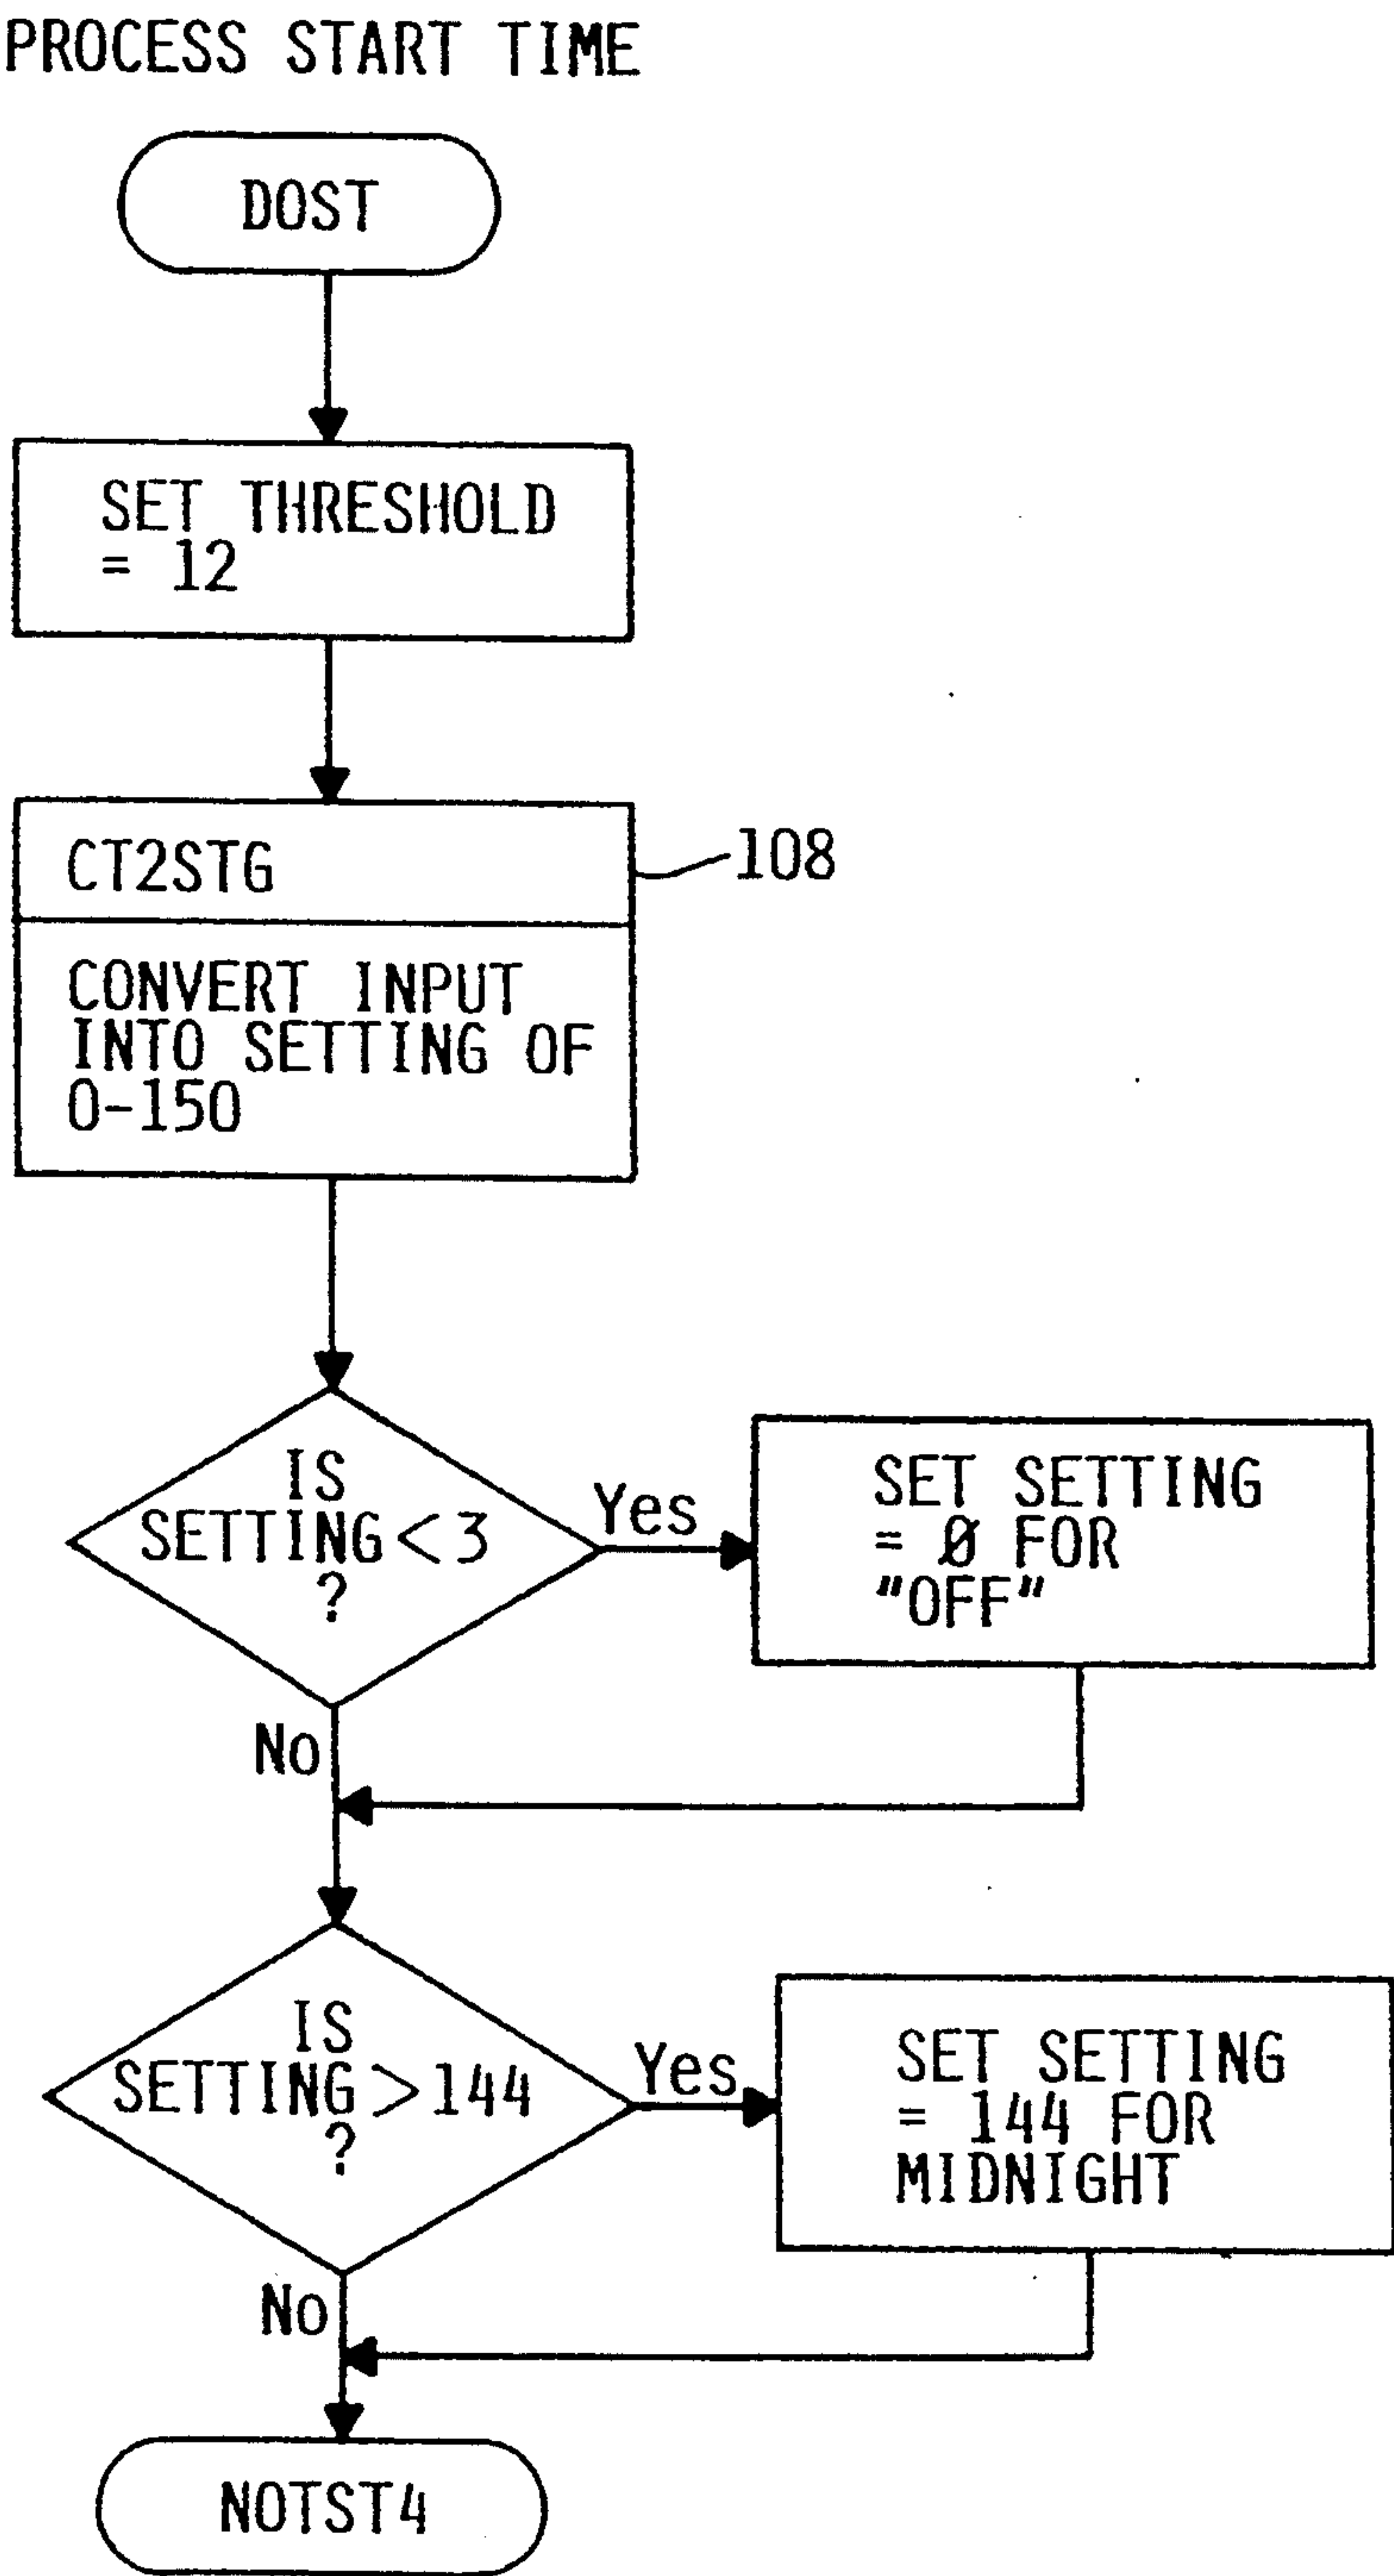 PROCESS START TIME
DOST
SET THRESHOLD
= 12
CT2STG
108
CONVERT INPUT
INTO SETTING OF
0-150
IS
SETTING<3
?
Yes
SET SETTING
= Ø FOR
"OFF"
No
IS
SETTING>144
?
Yes
SET SETTING
= 144 FOR
MIDNIGHT
No
NOTST4